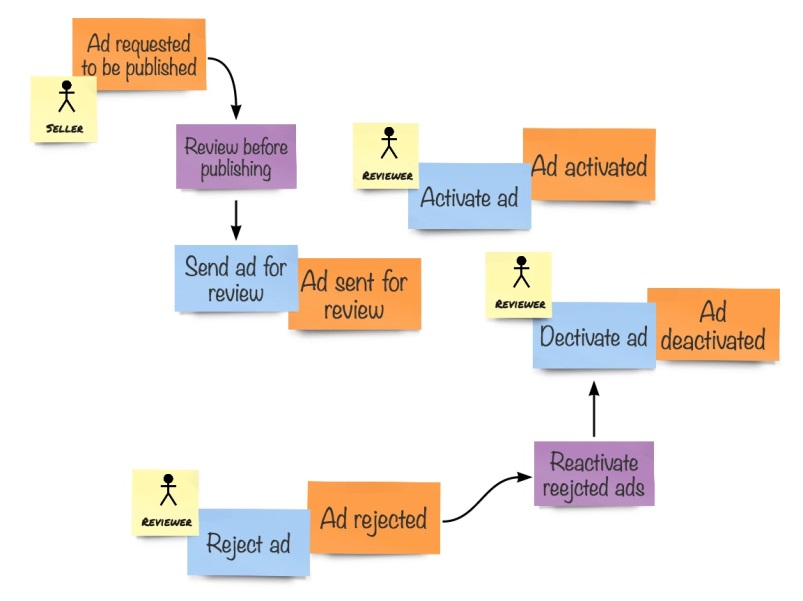 Ad requested
to be published
SELLER
Review before
publishing
Send ad for
review
Ad sent for
review
REVIEWER
Activate ad
Ad activated
REVIEWER
Dectivate ad
Ad
deactivated
REVIEWER
Reject ad
Ad rejected
Reactivate
reejcted ads